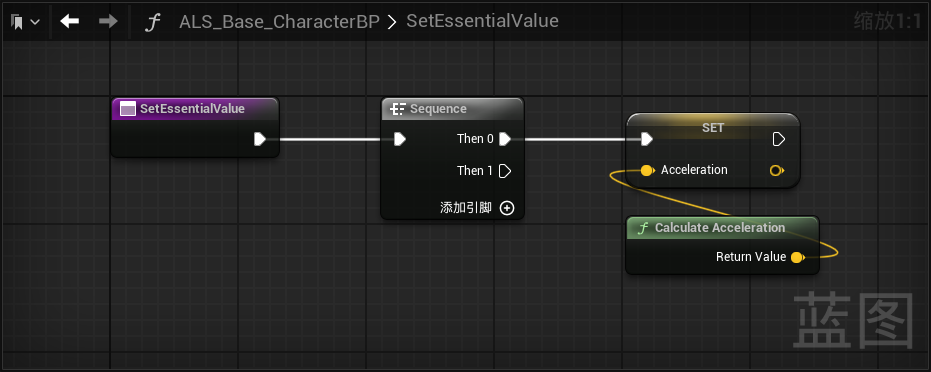 ALS_Base_CharacterBP > SetEssentialValue
缩放1:1
SetEssentialValue
Sequence
Then 0
Then 1
添加引脚
SET
Acceleration
Calculate Acceleration
Return Value
蓝图